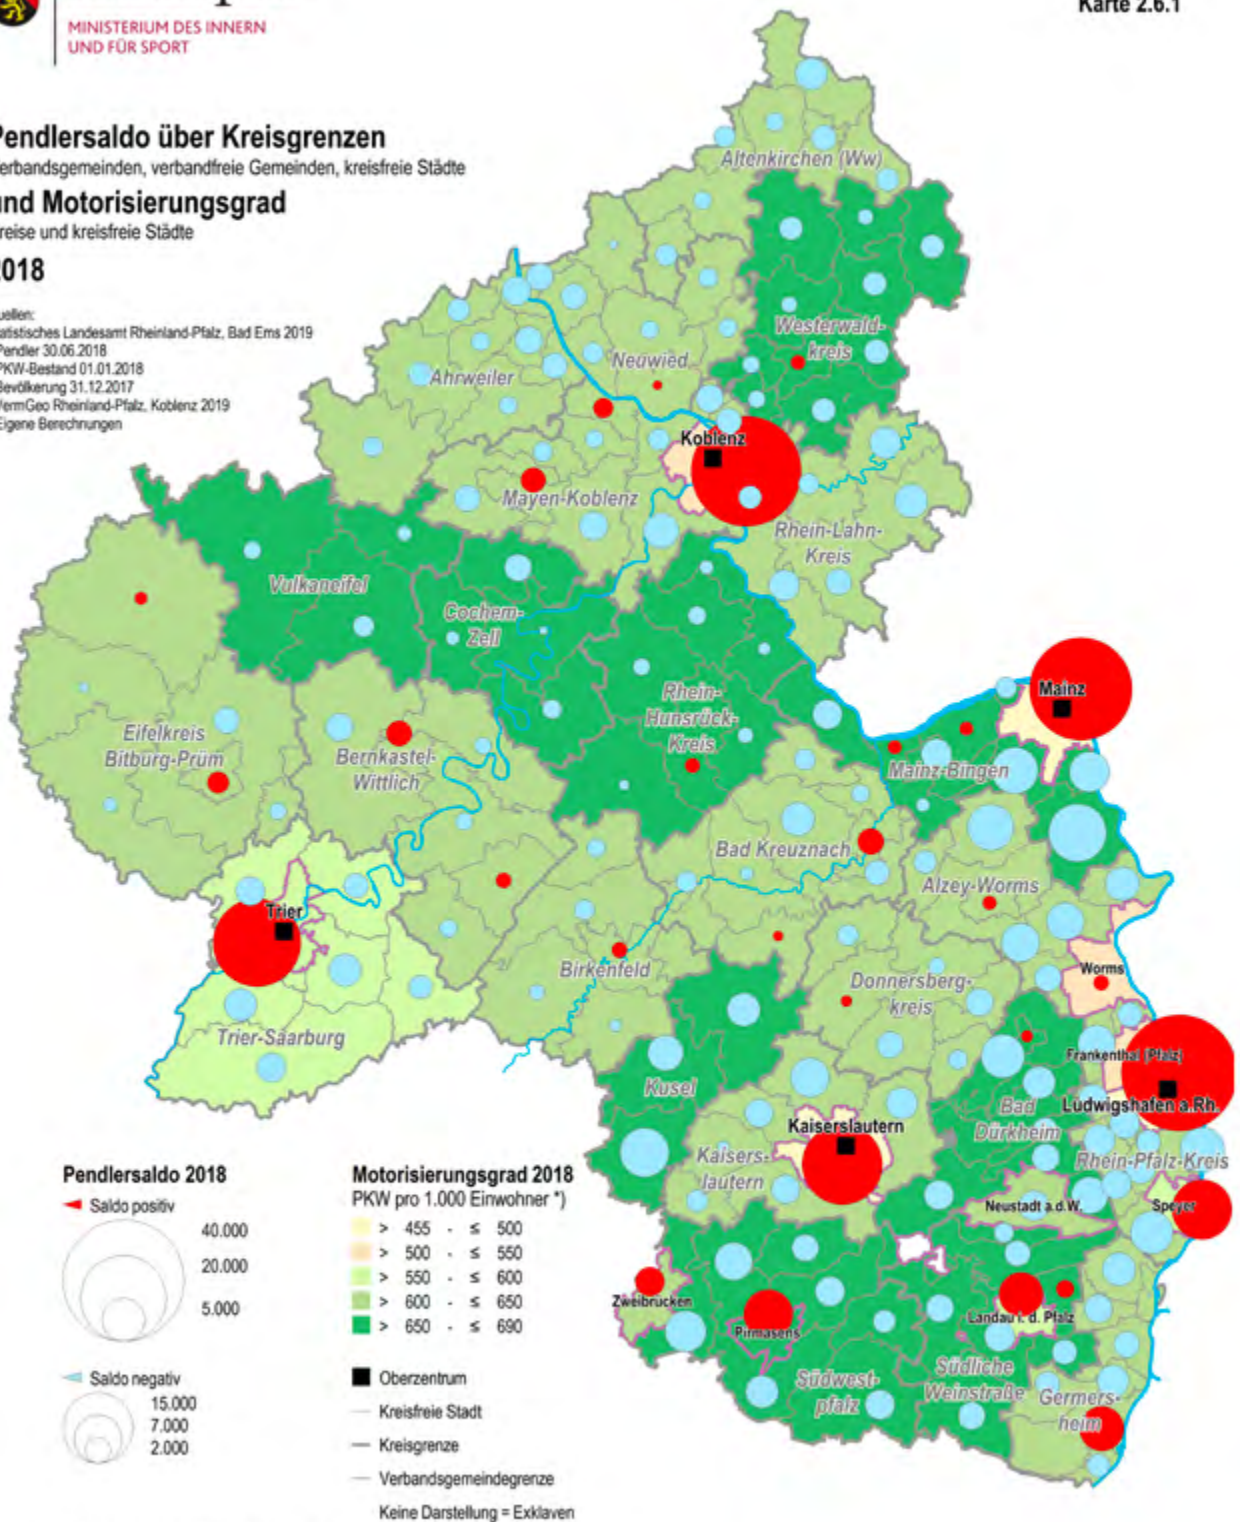 MINISTERIUM DES INNERN
UND FÜR SPORT
Karte 2.6.1
Pendlersaldo über Kreisgrenzen
erbandsgemeinden, verbandfreie Gemeinden, kreisfreie Städte
nd Motorisierungsgrad
reise und kreisfreie Städte
2018
uellen:
tatistisches Landesamt Rheinland-Pfalz, Bad Ems 2019
Pendler 30.06.2018
PKW-Bestand 01.01.2018
Bevölkerung 31.12.2017
VermGeo Rheinland-Pfalz, Koblenz 2019
Eigene Berechnungen
Altenkirchen (Ww)
Westerwald-
kreis
Neuwied
Ahrweiler
Koblenz
Mayen-Koblenz
Rhein-Lahn-
Kreis
Vulkaneifel
Cochem-
Zell
Rhein-
Hunsrück-
Kreis
Mainz
Eifelkreis
Bitburg-Prüm
Bernkastel-
Wittlich
Mainz-Bingen
Bad Kreuznach
Alzey-Worms
Trier
Birkenfeld
Donnersberg-
kreis
Worms
Trier-Saarburg
Kusel
Frankenthal (Pfalz)
Ludwigshafen a.Rh.
Bad
Dürkheim
Kaiserslautern
Kaisers-
lautern
Rhein-Pfalz-Kreis
Neustadt a.d.W.
Speyer
Zweibrücken
Pirmasens
Landau i. d. Pfalz
Südwest-
pfalz
Südliche
Weinstraße
Germers-
heim
Pendlersaldo 2018
Saldo positiv
40.000
20.000
5.000
Saldo negativ
15.000
7.000
2.000
Motorisierungsgrad 2018
PKW pro 1.000 Einwohner *)
> 455 - ≤ 500
> 500 - ≤ 550
> 550 - ≤ 600
> 600 - ≤ 650
> 650 - ≤ 690
Oberzentrum
Kreisfreie Stadt
Kreisgrenze
Verbandsgemeindegrenze
Keine Darstellung = Exklaven